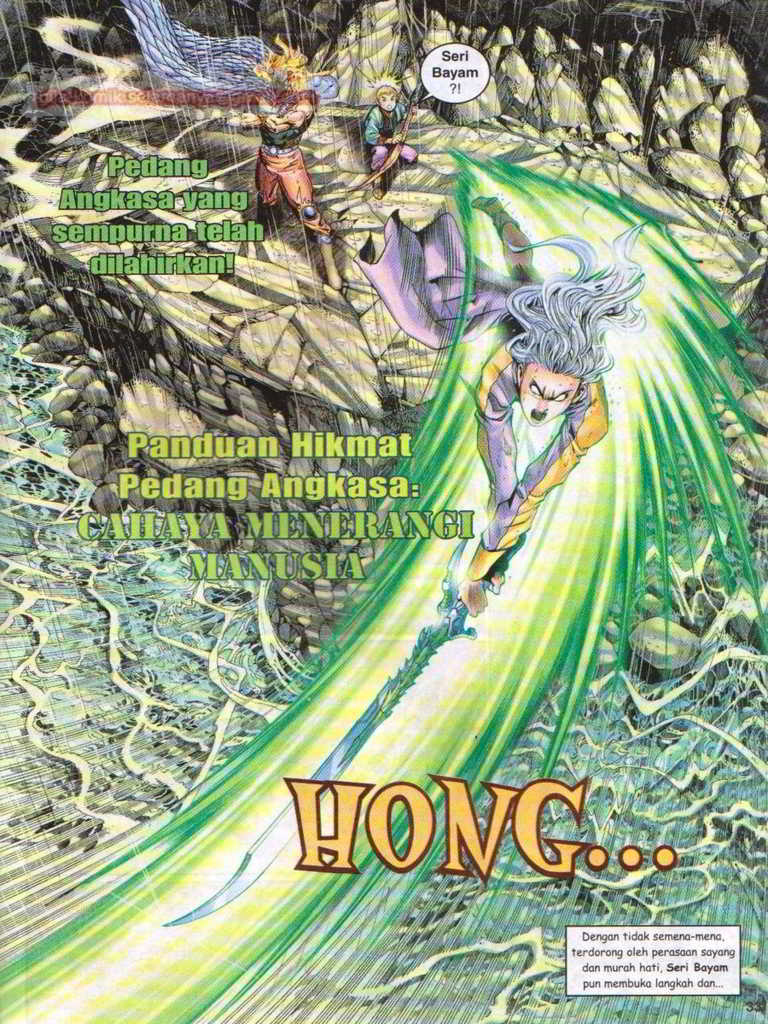 Seri
Bayam
?!
Pedang
Angkasa yang
sempurna telah
dilahirkan!
Panduan Hikmat
Pedang Angkasa:
CAHAYA MENERANGI
MANUSIA
HONG...
Dengan tidak semena-mena,
terdorong oleh perasaan sayang
dan murah hati, Seri Bayam
pun membuka langkah dan...